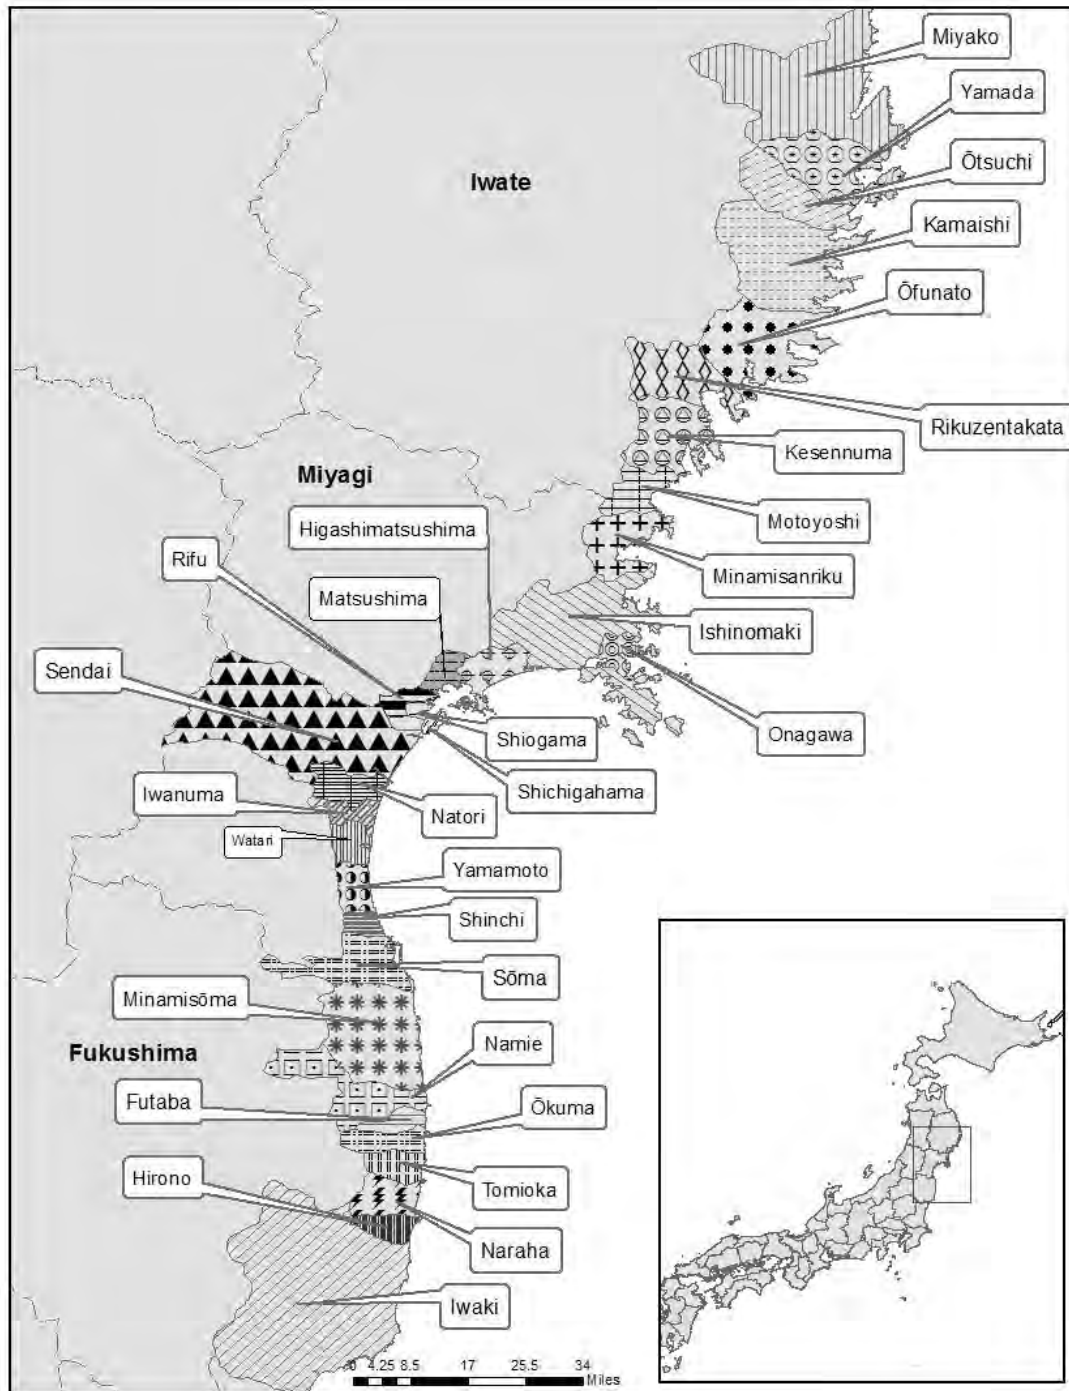 Miyako
Yamada
Ōtsuchi
Iwate
Kamaishi
Ōfunato
Rikuzentakata
Kesennuma
Miyagi
Motoyoshi
Higashimatsushima
Rifu
Minamisanriku
Matsushima
Ishinomaki
Sendai
Onagawa
Shiogama
Shichigahama
Iwanuma
Natori
Watari
Yamamoto
Shinchi
Sōma
Minamisōma
Namie
Fukushima
Futaba
Ōkuma
Hirono
Tomioka
Naraha
Iwaki
0 4.25 8.5 17 25.5 34
Miles